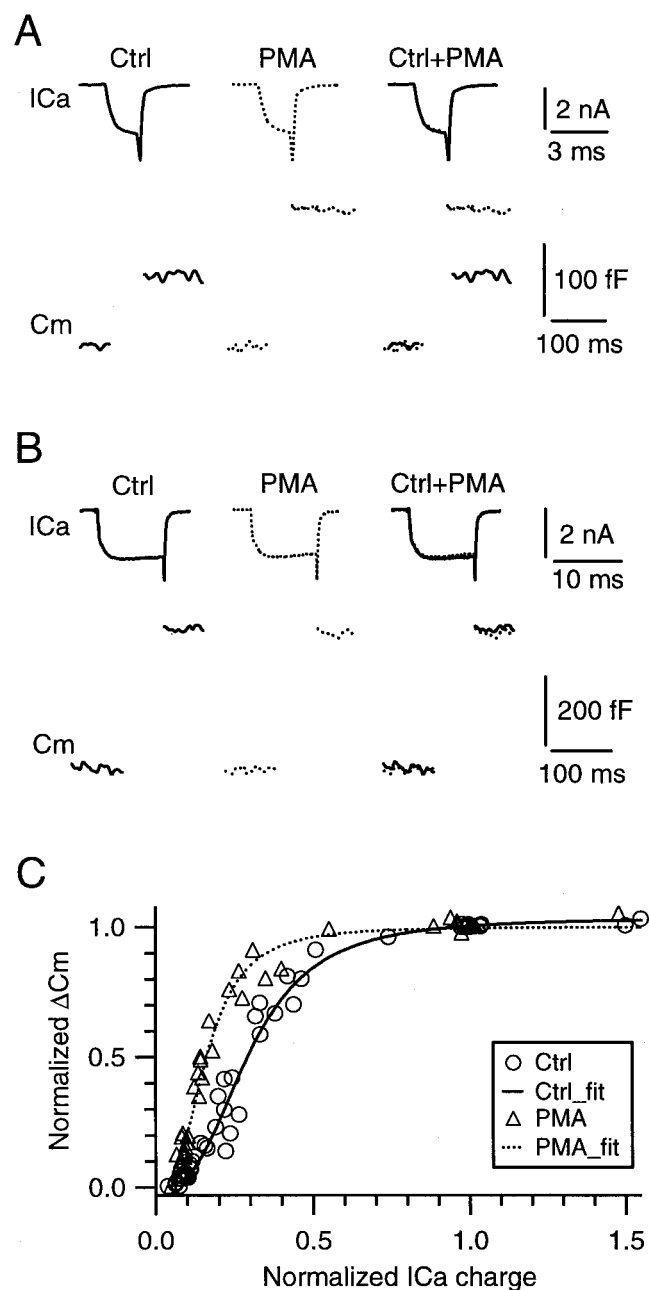 A
Ctrl PMA Ctrl+PMA
ICa
2 nA
3 ms
100 fF
Cm
100 ms
B
Ctrl PMA Ctrl+PMA
ICa
2 nA
10 ms
200 fF
Cm
100 ms
C
1.0
0.5
0.0
Normalized ΔCm
Ctrl
Ctrl_fit
PMA
PMA_fit
0.0 0.5 1.0 1.5
Normalized ICa charge